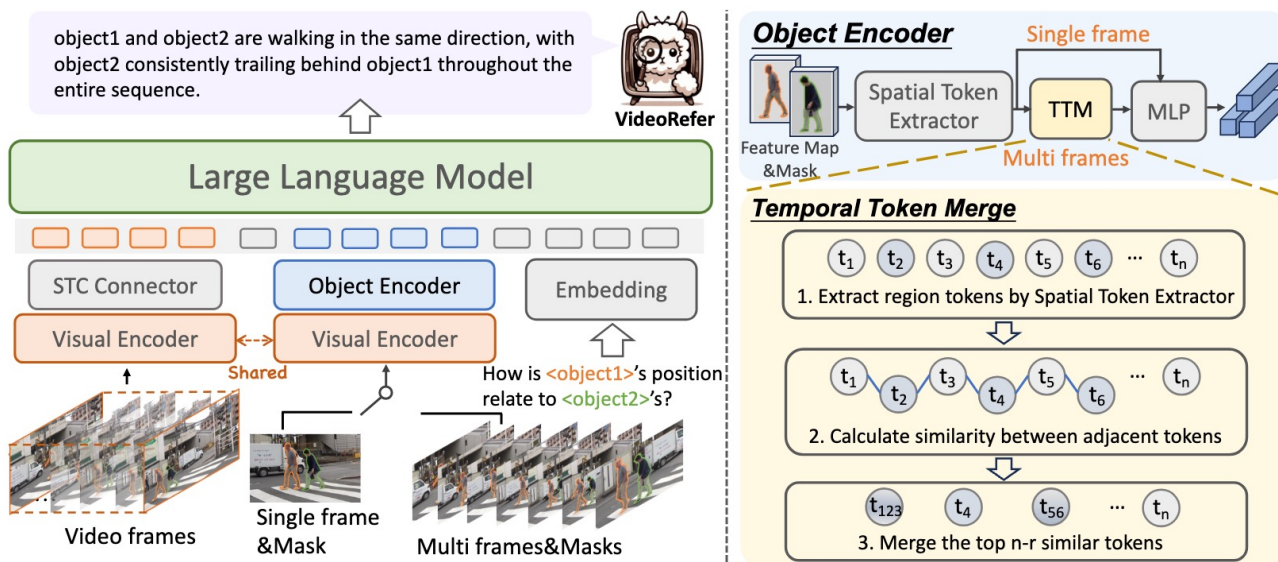 object1 and object2 are walking in the same direction, with
object2 consistently trailing behind object1 throughout the
entire sequence.
VideoRefer
Large Language Model
STC Connector
Object Encoder
Embedding
Visual Encoder
Visual Encoder
Shared
How is <object1>'s position
relate to <object2>'s?
...
Video frames
Single frame
&Mask
Multi frames&Masks
Object Encoder
Single frame
Spatial Token
Extractor
TTM
MLP
Feature Map
&Mask
Multi frames
Temporal Token Merge
t1 t2 t3 t4 t5 t6 ... tn
1. Extract region tokens by Spatial Token Extractor
t1 t2 t3 t4 t5 t6 ... tn
2. Calculate similarity between adjacent tokens
t123 t4 t56 ... tn
3. Merge the top n-r similar tokens